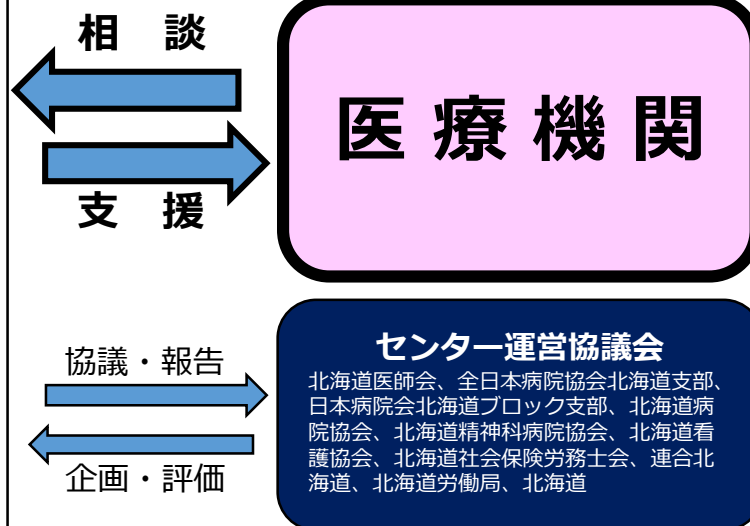 相　談
医療機関
支　援
協議・報告
企画・評価
センター運営協議会
北海道医師会、全日本病院協会北海道支部、
日本病院会北海道ブロック支部、北海道病
院協会、北海道精神科病院協会、北海道看
護協会、北海道社会保険労務士会、連合北
海道、北海道労働局、北海道